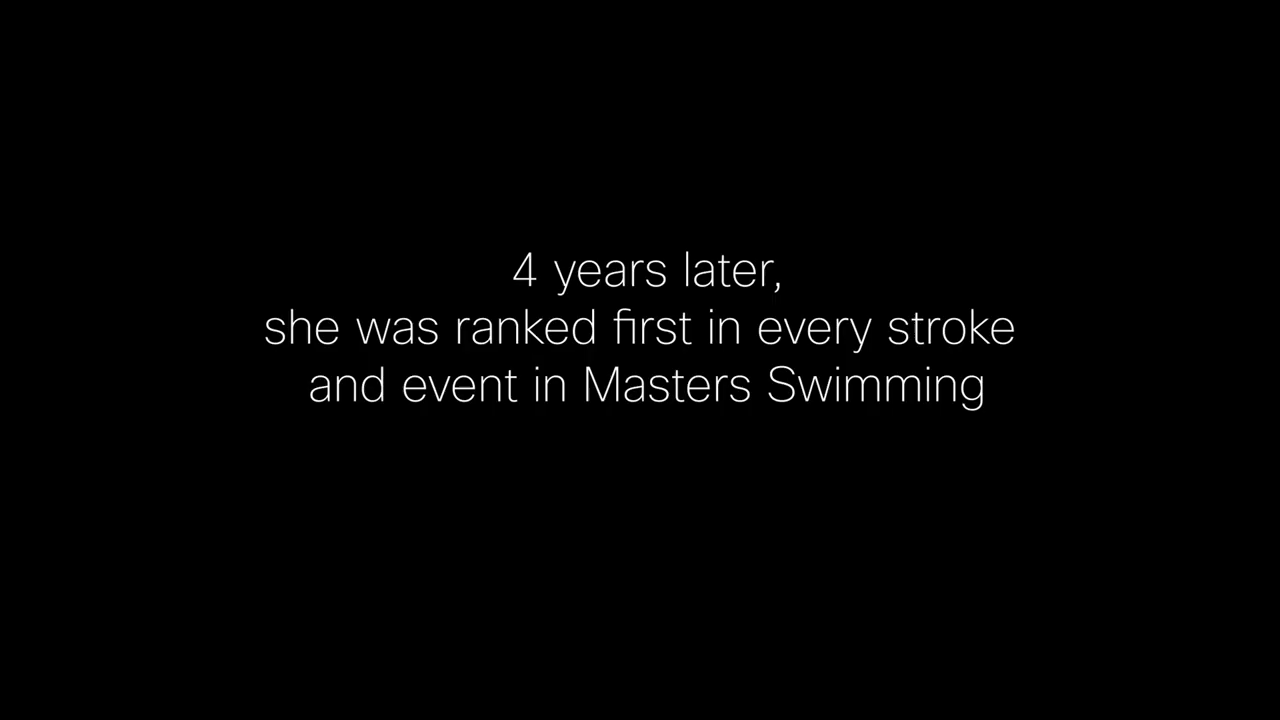 4 years later,
she was ranked first in every stroke
and event in Masters Swimming